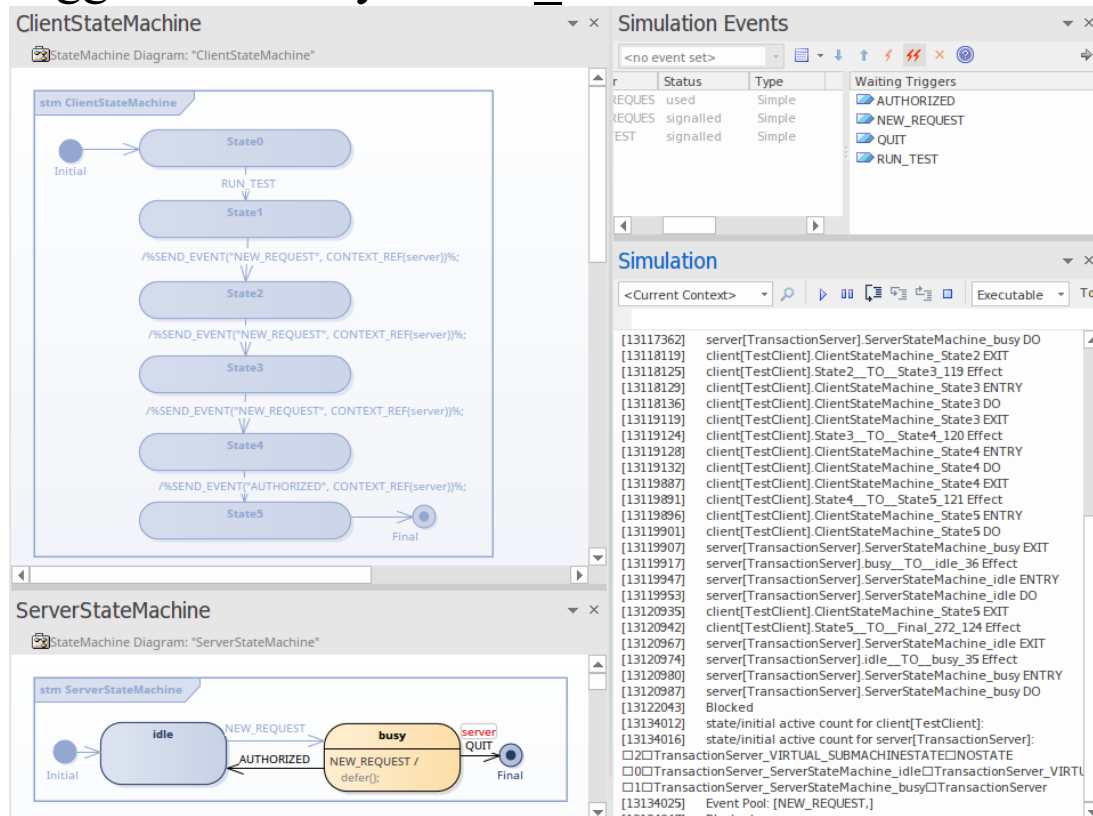 ClientStateMachine
StateMachine Diagram: "ClientStateMachine"
stm ClientStateMachine
Initial
State0
RUN_TEST
State1
/%SEND_EVENT("NEW_REQUEST", CONTEXT_REF(server))%;
State2
/%SEND_EVENT("NEW_REQUEST", CONTEXT_REF(server))%;
State3
/%SEND_EVENT("NEW_REQUEST", CONTEXT_REF(server))%;
State4
/%SEND_EVENT("AUTHORIZED", CONTEXT_REF(server))%;
State5
Final
ServerStateMachine
StateMachine Diagram: "ServerStateMachine"
stm ServerStateMachine
Initial
idle
NEW_REQUEST
AUTHORIZED
busy
NEW_REQUEST /
defer();
server
QUIT
Final
Simulation Events
<no event set>
r Status Type
REQUES used Simple
REQUES signalled Simple
EST signalled Simple
Waiting Triggers
AUTHORIZED
NEW_REQUEST
QUIT
RUN_TEST
Simulation
<Current Context> Executable To
[13117362] server[TransactionServer].ServerStateMachine_busy DO
[13118119] client[TestClient].ClientStateMachine_State2 EXIT
[13118125] client[TestClient].State2__TO__State3_119 Effect
[13118129] client[TestClient].ClientStateMachine_State3 ENTRY
[13118136] client[TestClient].ClientStateMachine_State3 DO
[13119119] client[TestClient].ClientStateMachine_State3 EXIT
[13119124] client[TestClient].State3__TO__State4_120 Effect
[13119128] client[TestClient].ClientStateMachine_State4 ENTRY
[13119132] client[TestClient].ClientStateMachine_State4 DO
[13119887] client[TestClient].ClientStateMachine_State4 EXIT
[13119891] client[TestClient].State4__TO__State5_121 Effect
[13119896] client[TestClient].ClientStateMachine_State5 ENTRY
[13119901] client[TestClient].ClientStateMachine_State5 DO
[13119907] server[TransactionServer].ServerStateMachine_busy EXIT
[13119917] server[TransactionServer].busy__TO__idle_36 Effect
[13119947] server[TransactionServer].ServerStateMachine_idle ENTRY
[13119953] server[TransactionServer].ServerStateMachine_idle DO
[13120935] client[TestClient].ClientStateMachine_State5 EXIT
[13120942] client[TestClient].State5__TO__Final_272_124 Effect
[13120967] server[TransactionServer].ServerStateMachine_idle EXIT
[13120974] server[TransactionServer].idle__TO__busy_35 Effect
[13120980] server[TransactionServer].ServerStateMachine_busy ENTRY
[13120987] server[TransactionServer].ServerStateMachine_busy DO
[13122043] Blocked
[13134012] state/initial active count for client[TestClient]:
[13134016] state/initial active count for server[TransactionServer]:
□2□TransactionServer_VIRTUAL_SUBMACHINESTATE□NOSTATE
□0□TransactionServer_ServerStateMachine_idle□TransactionServer_VIRTU
□1□TransactionServer_ServerStateMachine_busy□TransactionServer
[13134025] Event Pool: [NEW_REQUEST,]